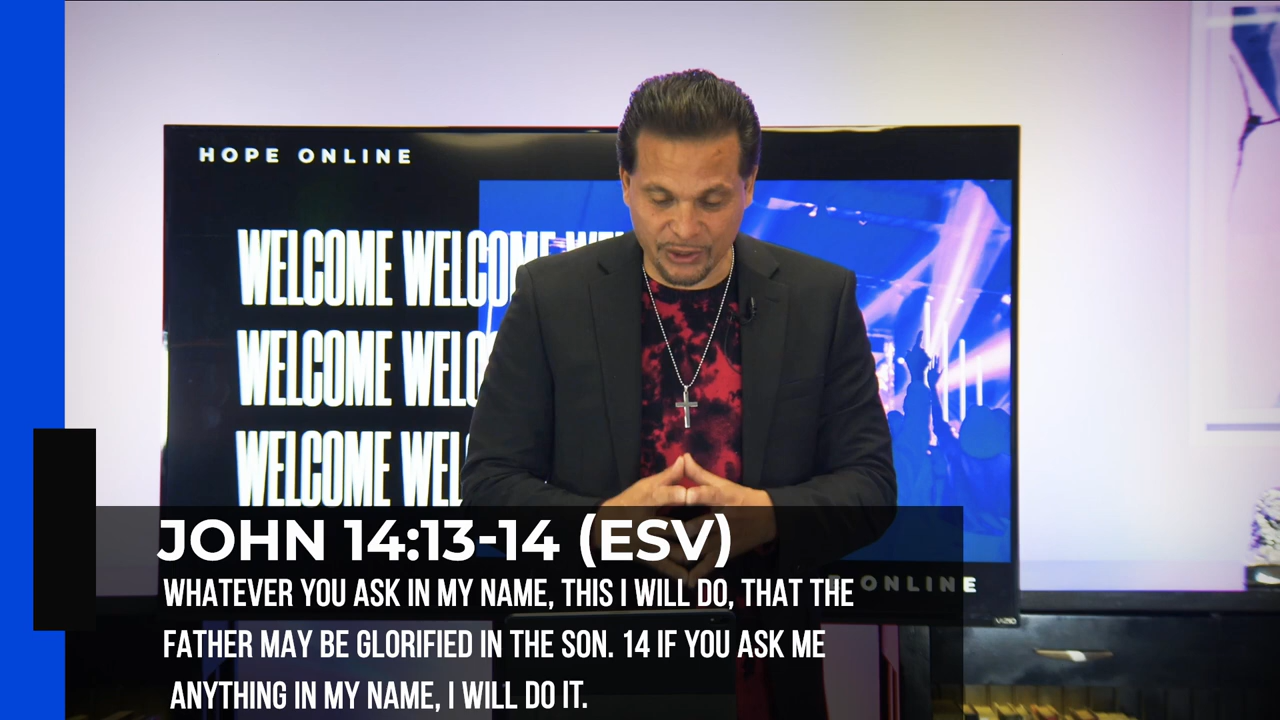 HOPE ONLINE
WELCOME WELCOME WEL
WELCOME WELC
WELCOME WEL
JOHN 14:13-14 (ESV)
WHATEVER YOU ASK IN MY NAME, THIS I WILL DO, THAT THE
FATHER MAY BE GLORIFIED IN THE SON. 14 IF YOU ASK ME
ANYTHING IN MY NAME, I WILL DO IT.
ONLINE
VIZIO